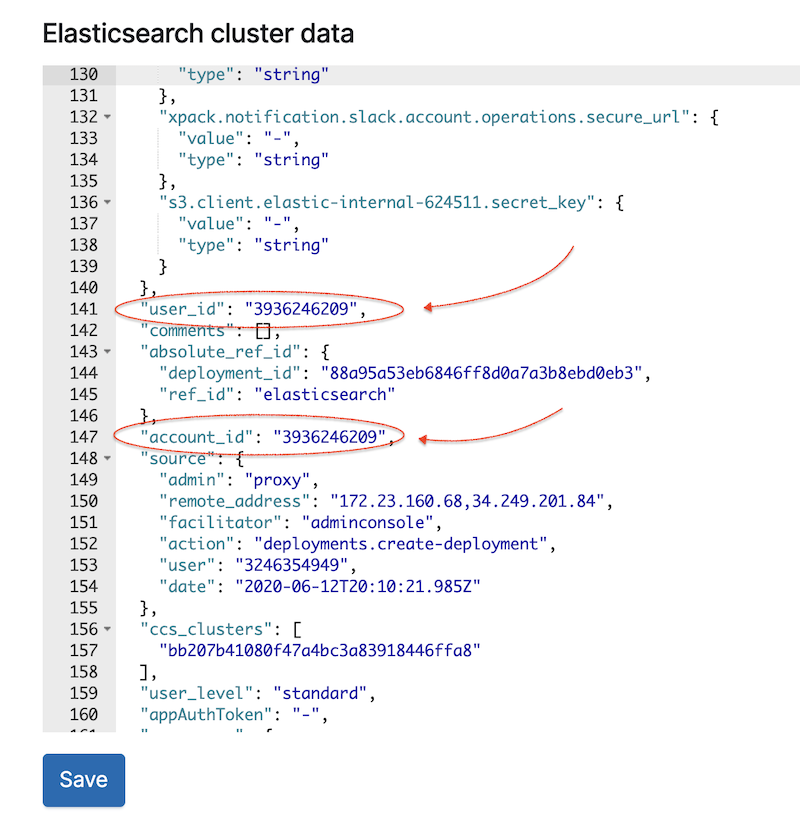 Elasticsearch cluster data
130 "type": "string"
131 },
132 "xpack.notification.slack.account.operations.secure_url": {
133 "value": "-",
134 "type": "string"
135 },
136 "s3.client.elastic-internal-624511.secret_key": {
137 "value": "-",
138 "type": "string"
139 }
140 },
141 "user_id": "3936246209",
142 "comments": [],
143 "absolute_ref_id": {
144 "deployment_id": "88a95a53eb6846ff8d0a7a3b8ebd0eb3",
145 "ref_id": "elasticsearch"
146 },
147 "account_id": "3936246209",
148 "source": {
149 "admin": "proxy",
150 "remote_address": "172.23.160.68,34.249.201.84",
151 "facilitator": "adminconsole",
152 "action": "deployments.create-deployment",
153 "user": "3246354949",
154 "date": "2020-06-12T20:10:21.985Z"
155 },
156 "ccs_clusters": [
157 "bb207b41080f47a4bc3a83918446ffa8"
158 ],
159 "user_level": "standard",
160 "appAuthToken": "-",
Save